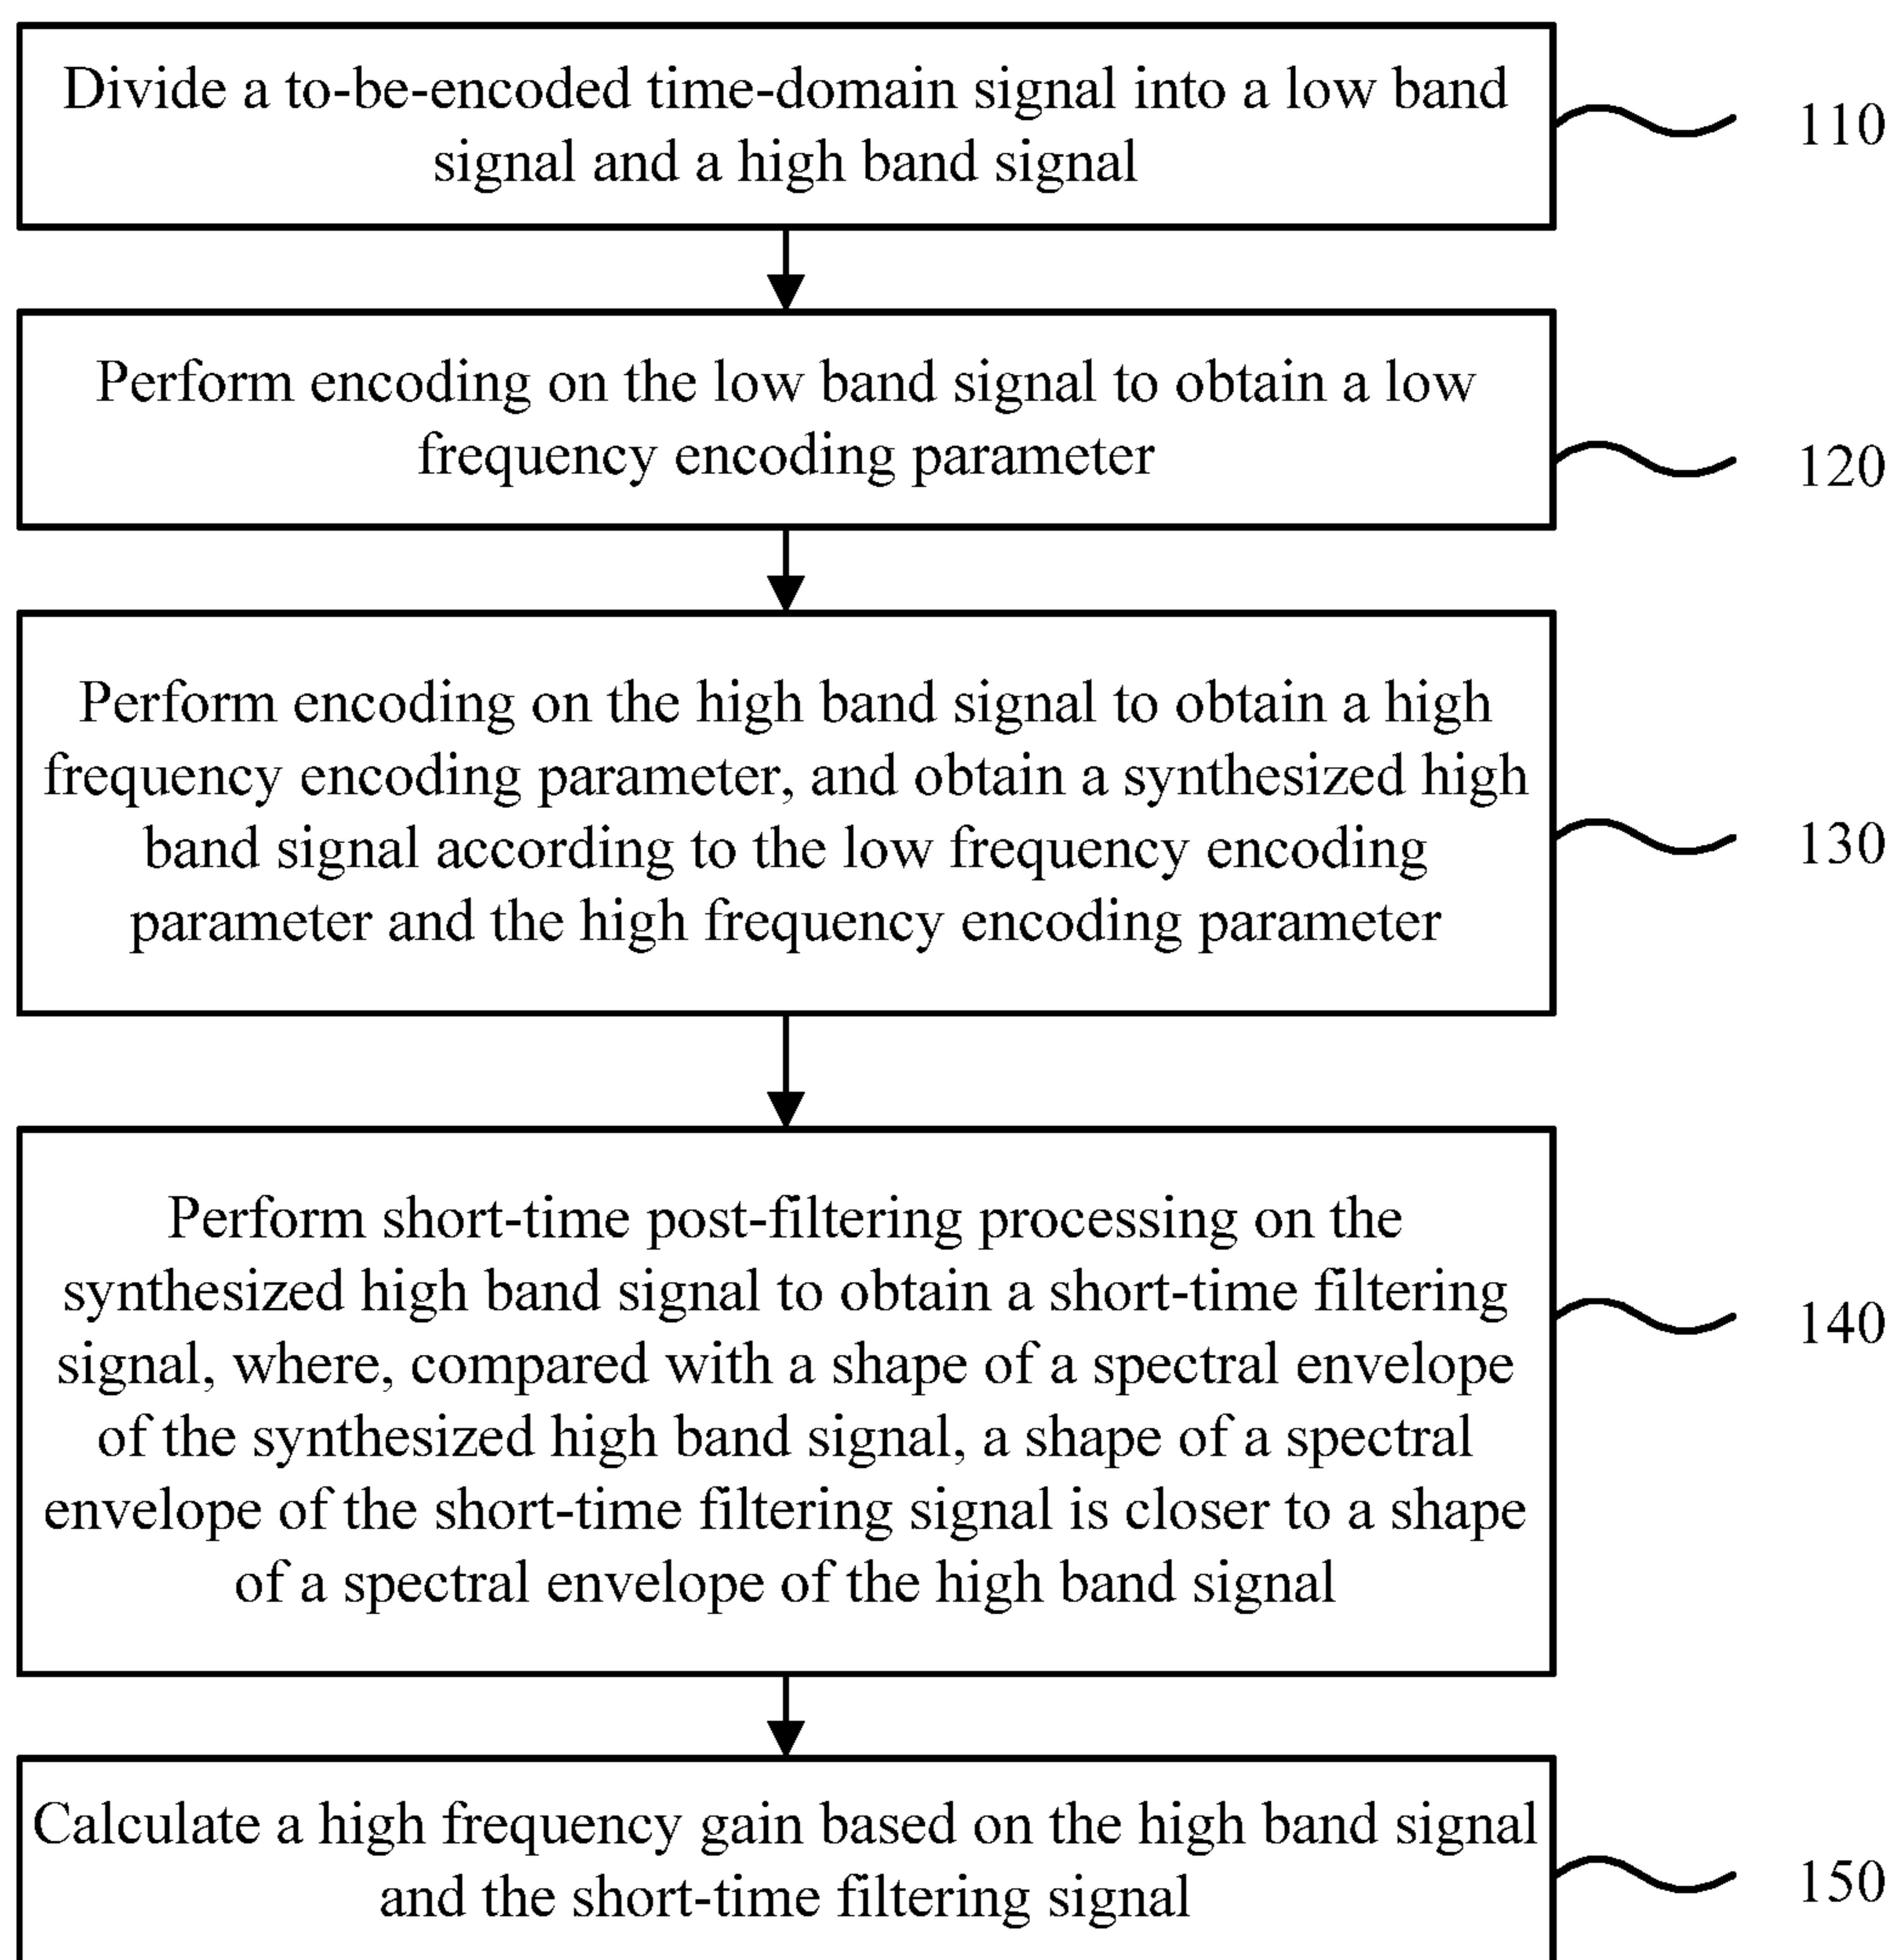 Divide a to-be-encoded time-domain signal into a low band
signal and a high band signal
110
Perform encoding on the low band signal to obtain a low
frequency encoding parameter
120
Perform encoding on the high band signal to obtain a high
frequency encoding parameter, and obtain a synthesized high
band signal according to the low frequency encoding
parameter and the high frequency encoding parameter
130
Perform short-time post-filtering processing on the
synthesized high band signal to obtain a short-time filtering
signal, where, compared with a shape of a spectral envelope
of the synthesized high band signal, a shape of a spectral
envelope of the short-time filtering signal is closer to a shape
of a spectral envelope of the high band signal
140
Calculate a high frequency gain based on the high band signal
and the short-time filtering signal
150